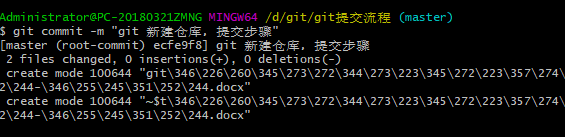 Administrator@PC-20180321ZMNG MINGW64 /d/git/git提交流程 (master)
$ git commit -m "git 新建仓库，提交步骤"
[master (root-commit) ecfe9f8] git 新建仓库，提交步骤
 2 files changed, 0 insertions(+), 0 deletions(-)
 create mode 100644 "git\346\226\260\345\273\272\344\273\223\345\272\223\357\274\
2\244-\346\255\245\351\252\244.docx"
 create mode 100644 "~$t\346\226\260\345\273\272\344\273\223\345\272\223\357\274\
2\244-\346\255\245\351\252\244.docx"